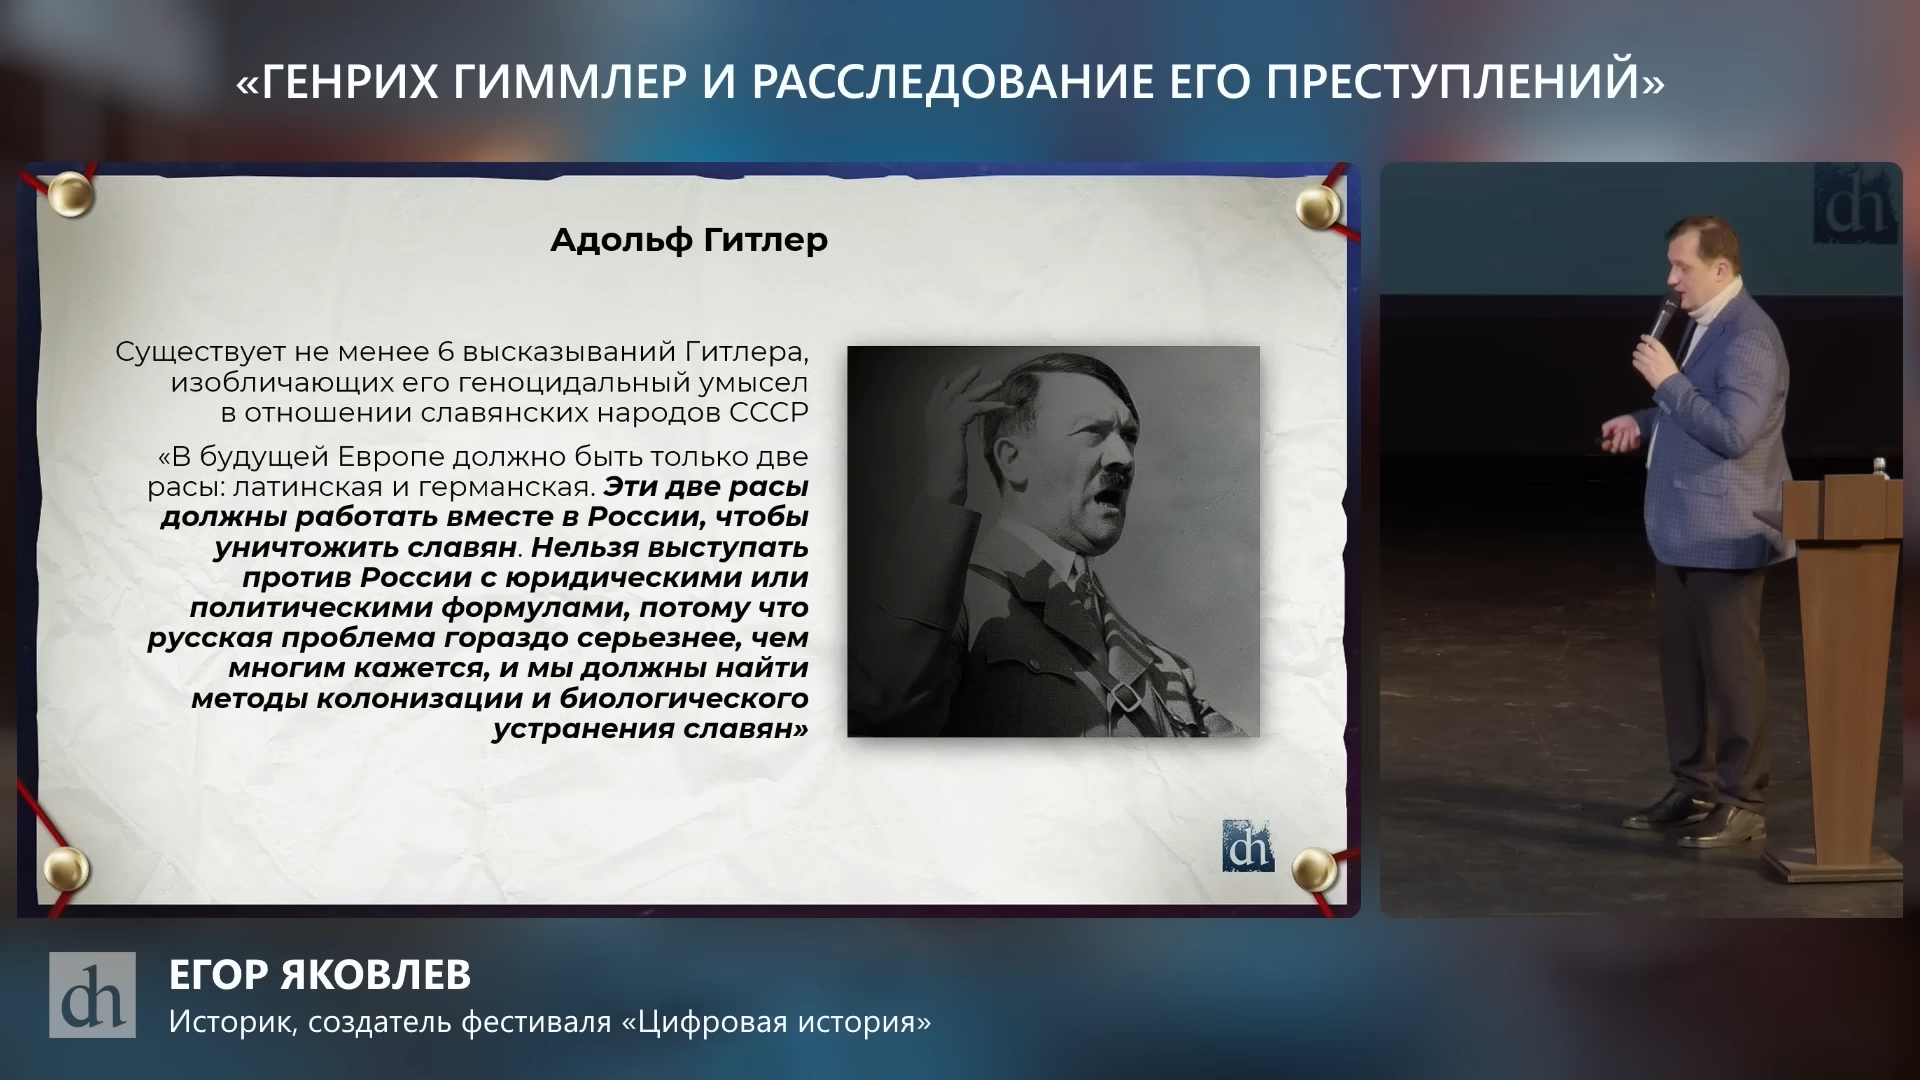 «ГЕНРИХ ГИММЛЕР И РАССЛЕДОВАНИЕ ЕГО ПРЕСТУПЛЕНИЙ»
dh
Адольф Гитлер
Существует не менее 6 высказываний Гитлера,
изобличающих его геноцидальный умысел
в отношении славянских народов СССР
«В будущей Европе должно быть только две
расы: латинская и германская. Эти две расы
должны работать вместе в России, чтобы
уничтожить славян. Нельзя выступать
против России с юридическими или
политическими формулами, потому что
русская проблема гораздо серьезнее, чем
многим кажется, и мы должны найти
методы колонизации и биологического
устранения славян»
dh
dh
ЕГОР ЯКОВЛЕВ
Историк, создатель фестиваля «Цифровая история»